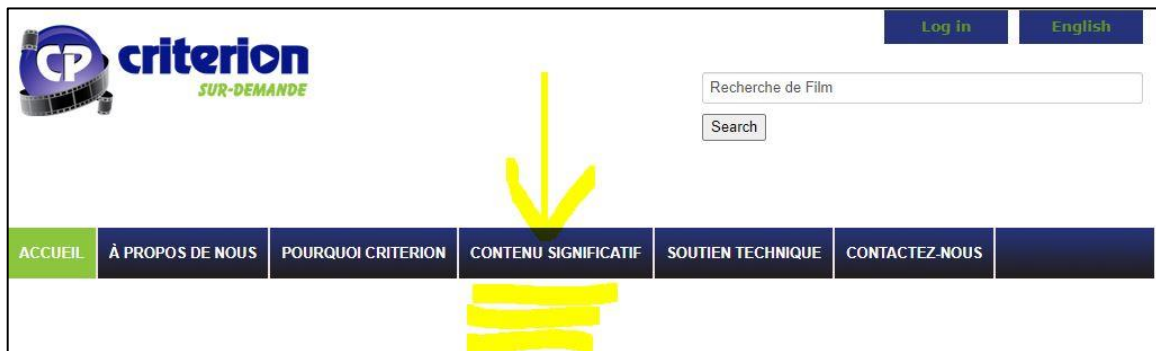 Log in English
CP criterion
SUR-DEMANDE
Recherche de Film
Search
ACCUEIL À PROPOS DE NOUS POURQUOI CRITERION CONTENU SIGNIFICATIF SOUTIEN TECHNIQUE CONTACTEZ-NOUS